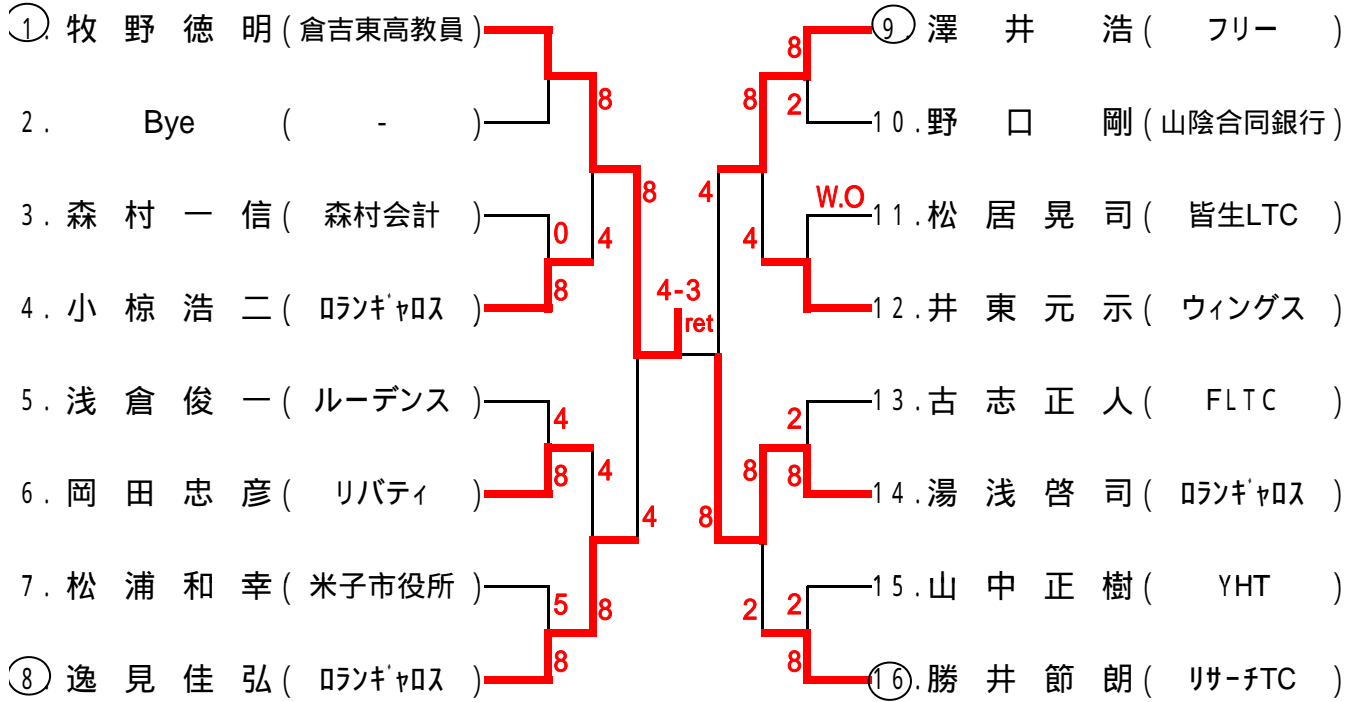 1. 牧野徳明(倉吉東高教員)
2. Bye ( - )
3. 森村一信(森村会計)
4. 小椋浩二(ロランギャロス)
5. 浅倉俊一(ルーデンス)
6. 岡田忠彦(リバティ)
7. 松浦和幸(米子市役所)
8. 逸見佳弘(ロランギャロス)
8
0
4
8
8
4
8
4
5
8
8
4
4-3
ret
9. 澤井浩(フリー)
10. 野口剛(山陰合同銀行)
11. 松居晃司(皆生LTC)
12. 井東元示(ウィングス)
13. 古志正人(FLTC)
14. 湯浅啓司(ロランギャロス)
15. 山中正樹(YHT)
16. 勝井節朗(リサーチTC)
8
8
2
4
W.O
4
2
8
8
8
2
2
8